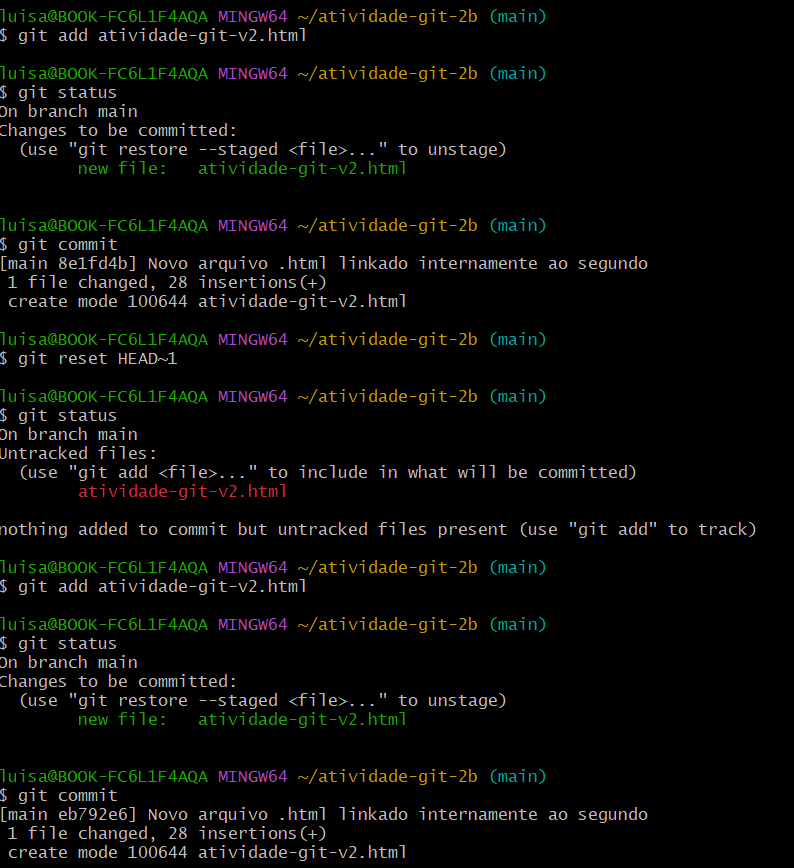 luisa@BOOK-FC6L1F4AQA MINGW64 ~/atividade-git-2b (main)
$ git add atividade-git-v2.html
luisa@BOOK-FC6L1F4AQA MINGW64 ~/atividade-git-2b (main)
$ git status
On branch main
Changes to be committed:
  (use "git restore --staged <file>..." to unstage)
        new file:   atividade-git-v2.html
luisa@BOOK-FC6L1F4AQA MINGW64 ~/atividade-git-2b (main)
$ git commit
[main 8e1fd4b] Novo arquivo .html linkado internamente ao segundo
 1 file changed, 28 insertions(+)
 create mode 100644 atividade-git-v2.html
luisa@BOOK-FC6L1F4AQA MINGW64 ~/atividade-git-2b (main)
$ git reset HEAD~1
luisa@BOOK-FC6L1F4AQA MINGW64 ~/atividade-git-2b (main)
$ git status
On branch main
Untracked files:
  (use "git add <file>..." to include in what will be committed)
        atividade-git-v2.html
nothing added to commit but untracked files present (use "git add" to track)
luisa@BOOK-FC6L1F4AQA MINGW64 ~/atividade-git-2b (main)
$ git add atividade-git-v2.html
luisa@BOOK-FC6L1F4AQA MINGW64 ~/atividade-git-2b (main)
$ git status
On branch main
Changes to be committed:
  (use "git restore --staged <file>..." to unstage)
        new file:   atividade-git-v2.html
luisa@BOOK-FC6L1F4AQA MINGW64 ~/atividade-git-2b (main)
$ git commit
[main eb792e6] Novo arquivo .html linkado internamente ao segundo
 1 file changed, 28 insertions(+)
 create mode 100644 atividade-git-v2.html